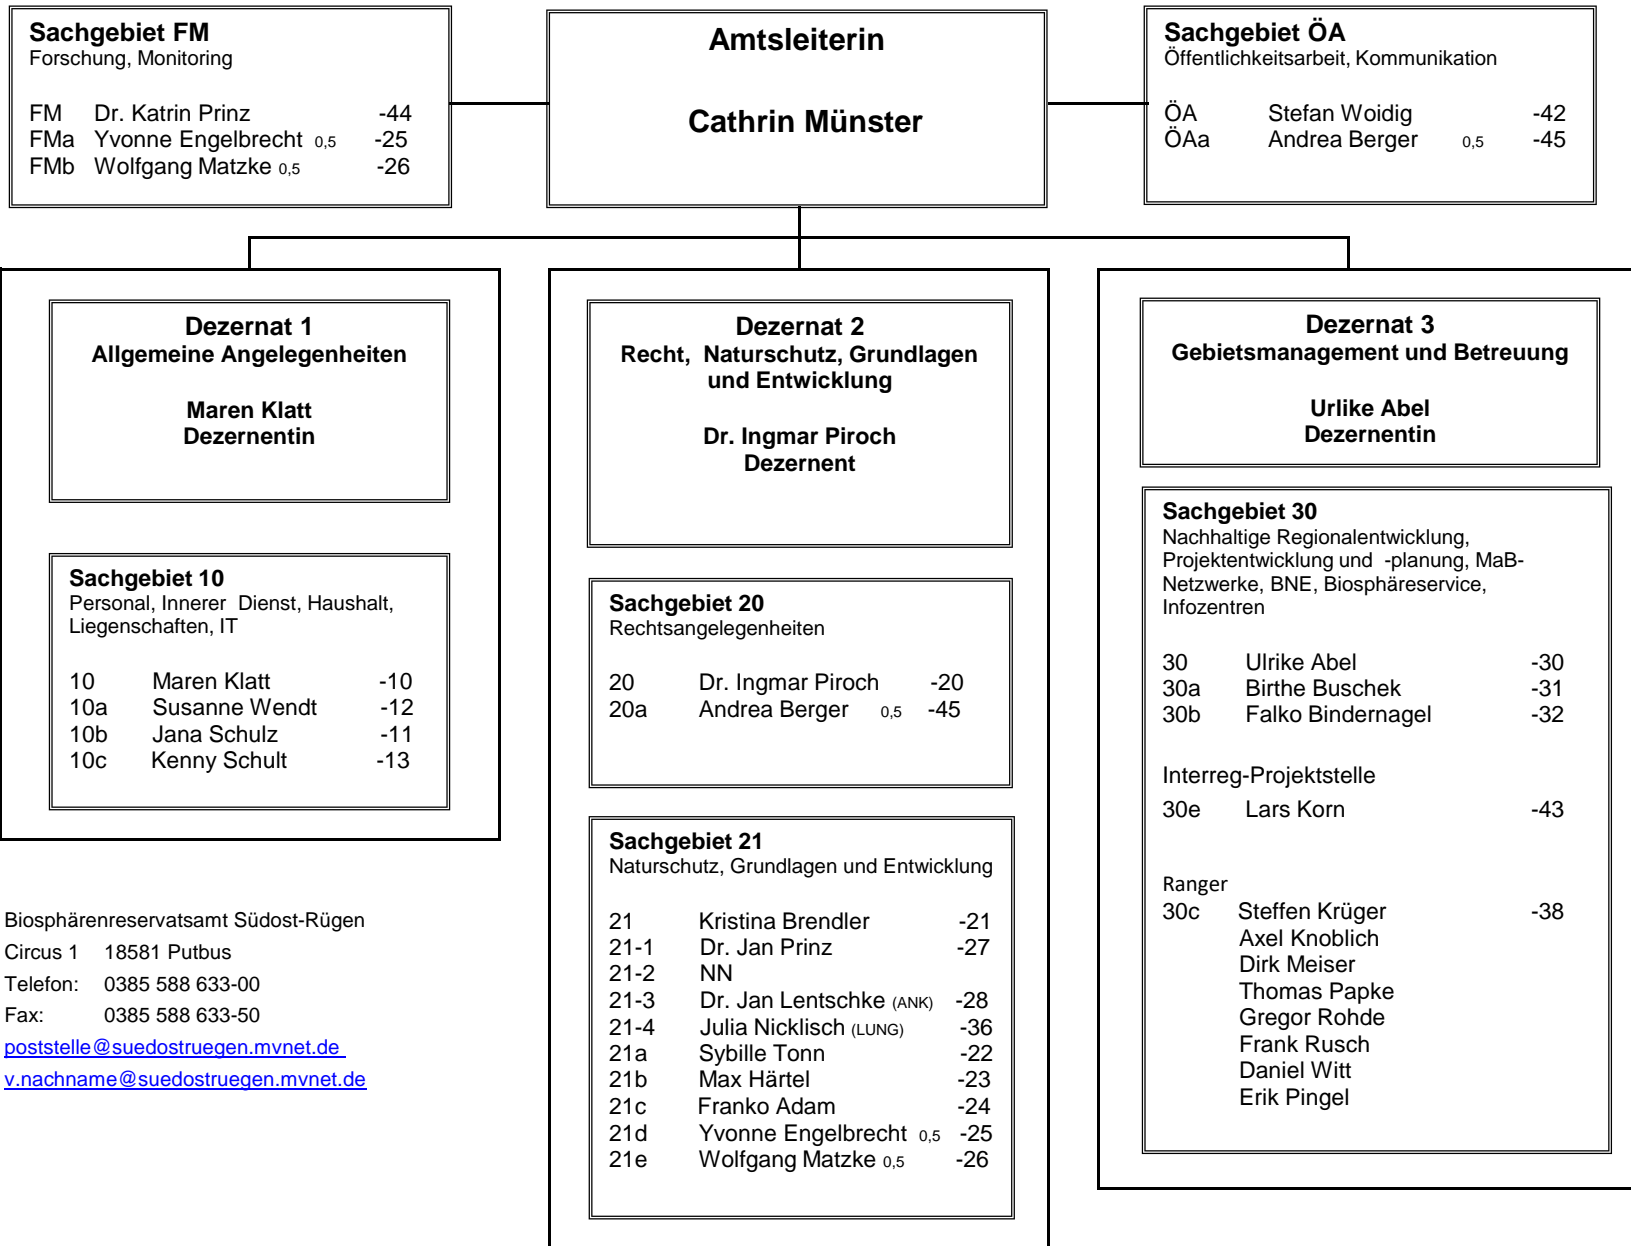 Sachgebiet FM
Forschung, Monitoring
FM Dr. Katrin Prinz -44
FMa Yvonne Engelbrecht 0,5 -25
FMb Wolfgang Matzke 0,5 -26
Amtsleiterin
Cathrin Münster
Sachgebiet ÖA
Öffentlichkeitsarbeit, Kommunikation
ÖA Stefan Woidig -42
ÖAa Andrea Berger 0,5 -45
Dezernat 1
Allgemeine Angelegenheiten
Maren Klatt
Dezernentin
Sachgebiet 10
Personal, Innerer Dienst, Haushalt,
Liegenschaften, IT
10 Maren Klatt -10
10a Susanne Wendt -12
10b Jana Schulz -11
10c Kenny Schult -13
Biosphärenreservatsamt Südost-Rügen
Circus 1 18581 Putbus
Telefon: 0385 588 633-00
Fax: 0385 588 633-50
poststelle@suedostruegen.mvnet.de
v.nachname@suedostruegen.mvnet.de
Dezernat 2
Recht, Naturschutz, Grundlagen
und Entwicklung
Dr. Ingmar Piroch
Dezernent
Sachgebiet 20
Rechtsangelegenheiten
20 Dr. Ingmar Piroch -20
20a Andrea Berger 0,5 -45
Sachgebiet 21
Naturschutz, Grundlagen und Entwicklung
21 Kristina Brendler -21
21-1 Dr. Jan Prinz -27
21-2 NN
21-3 Dr. Jan Lentschke (ANK) -28
21-4 Julia Nicklisch (LUNG) -36
21a Sybille Tonn -22
21b Max Härtel -23
21c Franko Adam -24
21d Yvonne Engelbrecht 0,5 -25
21e Wolfgang Matzke 0,5 -26
Dezernat 3
Gebietsmanagement und Betreuung
Urlike Abel
Dezernentin
Sachgebiet 30
Nachhaltige Regionalentwicklung,
Projektentwicklung und -planung, MaB-
Netzwerke, BNE, Biosphäreservice,
Infozentren
30 Ulrike Abel -30
30a Birthe Buschek -31
30b Falko Bindernagel -32
Interreg-Projektstelle
30e Lars Korn -43
Ranger
30c Steffen Krüger -38
Axel Knoblich
Dirk Meiser
Thomas Papke
Gregor Rohde
Frank Rusch
Daniel Witt
Erik Pingel